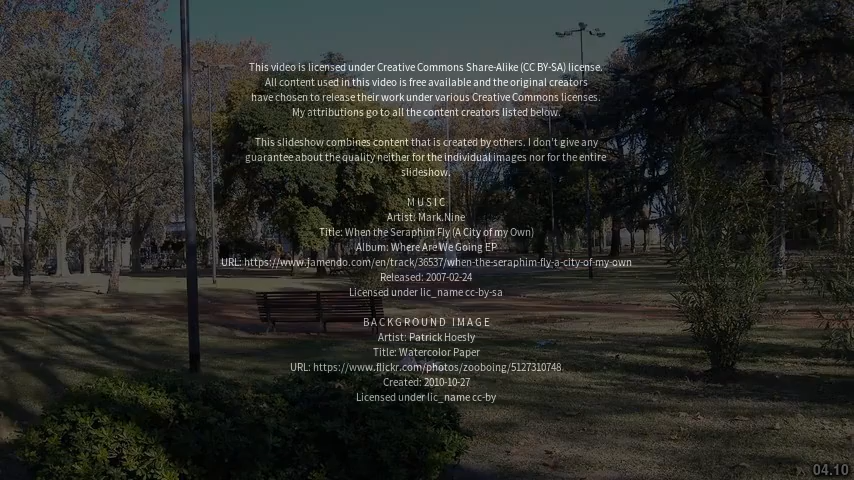 This video is licensed under Creative Commons Share-Alike (CC BY-SA) license.
All content used in this video is free available and the original creators
have chosen to release their work under various Creative Commons licenses.
My attributions go to all the content creators listed below.
This slideshow combines content that is created by others. I don't give any
guarantee about the quality neither for the individual images nor for the entire
slideshow.
MUSIC
Artist: Mark.Nine
Title: When the Seraphim Fly (A City of my Own)
Album: Where Are We Going EP
URL: https://www.jamendo.com/en/track/36537/when-the-seraphim-fly-a-city-of-my-own
Released: 2007-02-24
Licensed under lic_name cc-by-sa
BACKGROUND IMAGE
Artist: Patrick Hoesly
Title: Watercolor Paper
URL: https://www.flickr.com/photos/zooboing/5127310748
Created: 2010-10-27
Licensed under lic_name cc-by
04.10